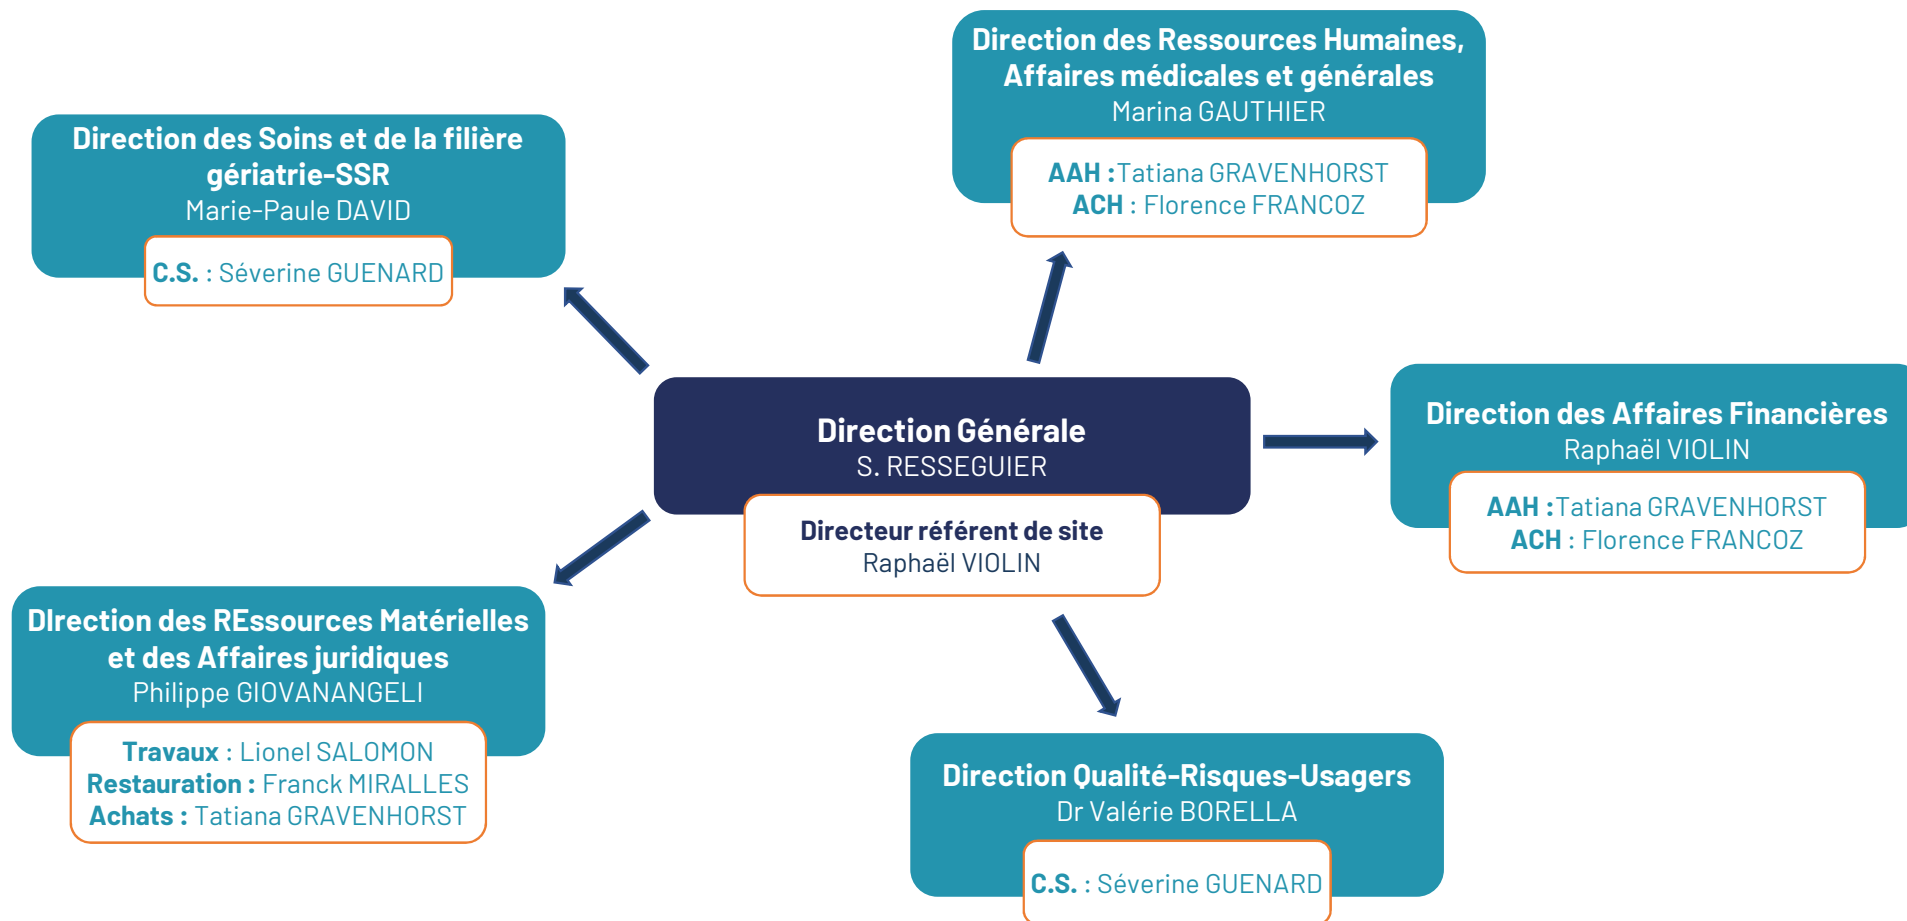 Direction des Ressources Humaines,
Affaires médicales et générales
Marina GAUTHIER
AAH :Tatiana GRAVENHORST
ACH : Florence FRANCOZ
Direction des Soins et de la filière
gériatrie-SSR
Marie-Paule DAVID
C.S. : Séverine GUENARD
Direction Générale
S. RESSEGUIER
Directeur référent de site
Raphaël VIOLIN
Direction des Affaires Financières
Raphaël VIOLIN
AAH :Tatiana GRAVENHORST
ACH : Florence FRANCOZ
DIrection des REssources Matérielles
et des Affaires juridiques
Philippe GIOVANANGELI
Travaux : Lionel SALOMON
Restauration : Franck MIRALLES
Achats : Tatiana GRAVENHORST
Direction Qualité-Risques-Usagers
Dr Valérie BORELLA
C.S. : Séverine GUENARD